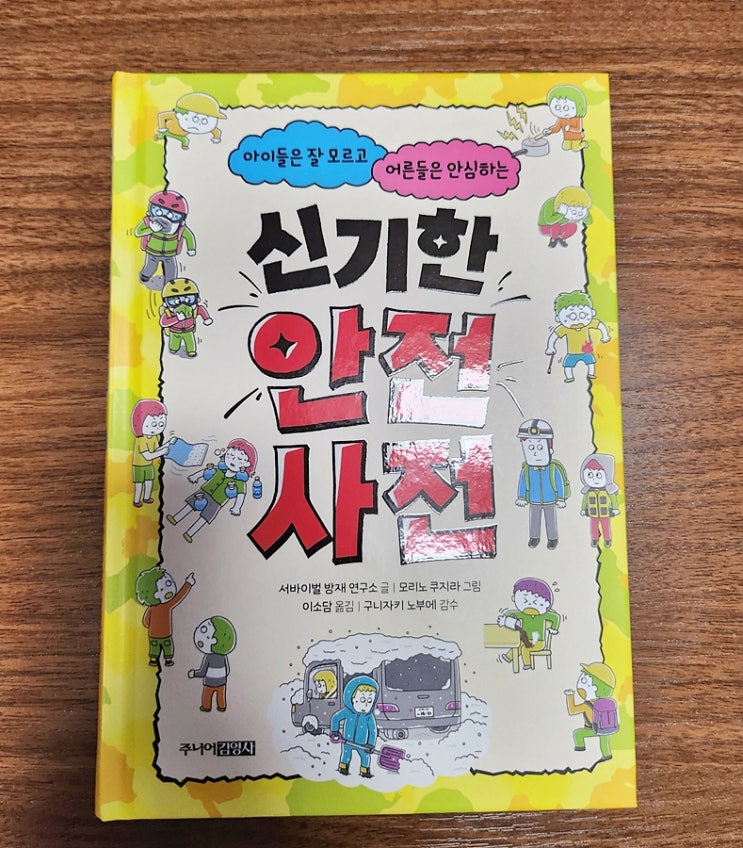 아이들은 잘 모르고
어른들은 안심하는
신기한
안전
사전
서바이벌 방재 연구소 글 | 모리노 쿠지라 그림
이소담 옮김 | 구니자키 노부에 감수
주니어김영사